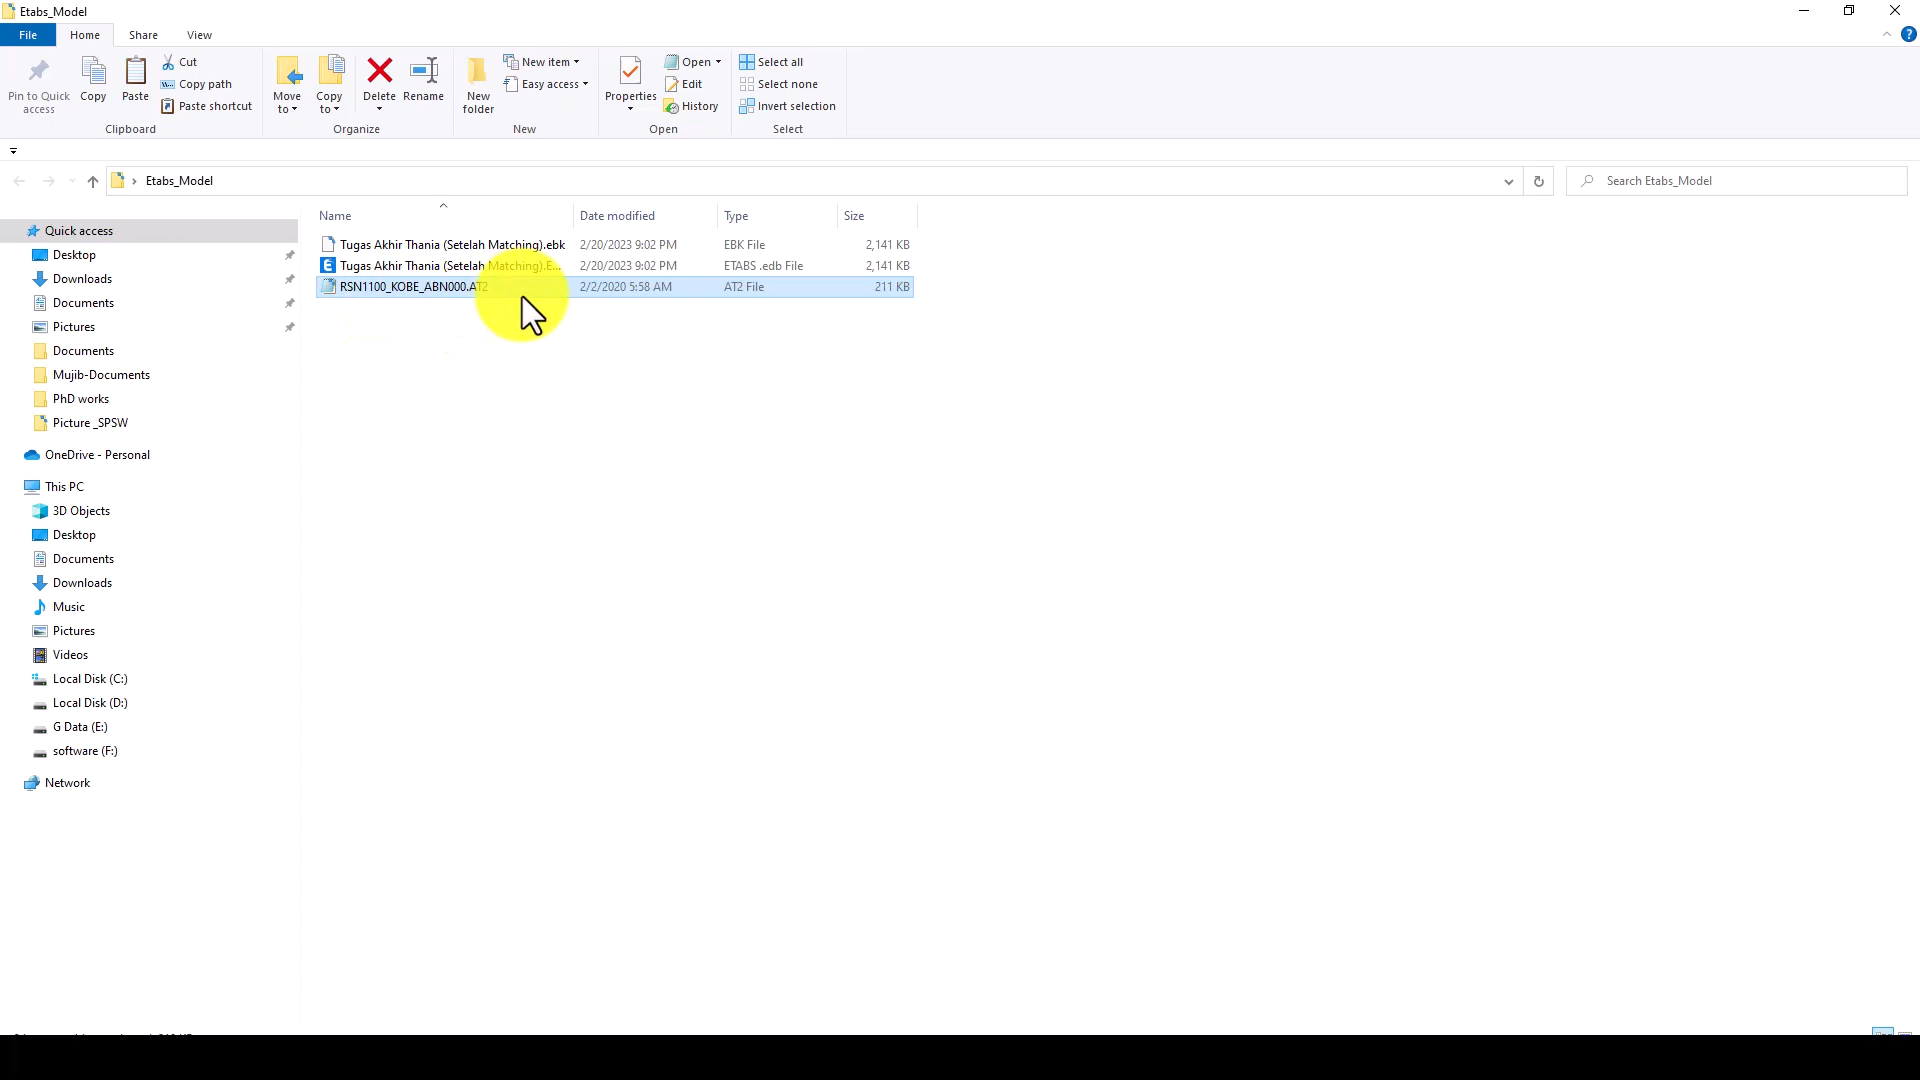 Etabs_Model
File Home Share View
Pin to Quick access
Copy
Paste
Cut
Copy path
Paste shortcut
Clipboard
Move to
Copy to
Delete
Rename
Organize
New folder
New item
Easy access
New
Properties
Open
Edit
History
Open
Select all
Select none
Invert selection
Select
Etabs_Model
Search Etabs_Model
Name Date modified Type Size
Tugas Akhir Thania (Setelah Matching).ebk 2/20/2023 9:02 PM EBK File 2,141 KB
Tugas Akhir Thania (Setelah Matching).E... 2/20/2023 9:02 PM ETABS .edb File 2,141 KB
RSN1100_KOBE_ABN000.AT2 2/2/2020 5:58 AM AT2 File 211 KB
Quick access
Desktop
Downloads
Documents
Pictures
Documents
Mujib-Documents
PhD works
Picture _SPSW
OneDrive - Personal
This PC
3D Objects
Desktop
Documents
Downloads
Music
Pictures
Videos
Local Disk (C:)
Local Disk (D:)
G Data (E:)
software (F:)
Network